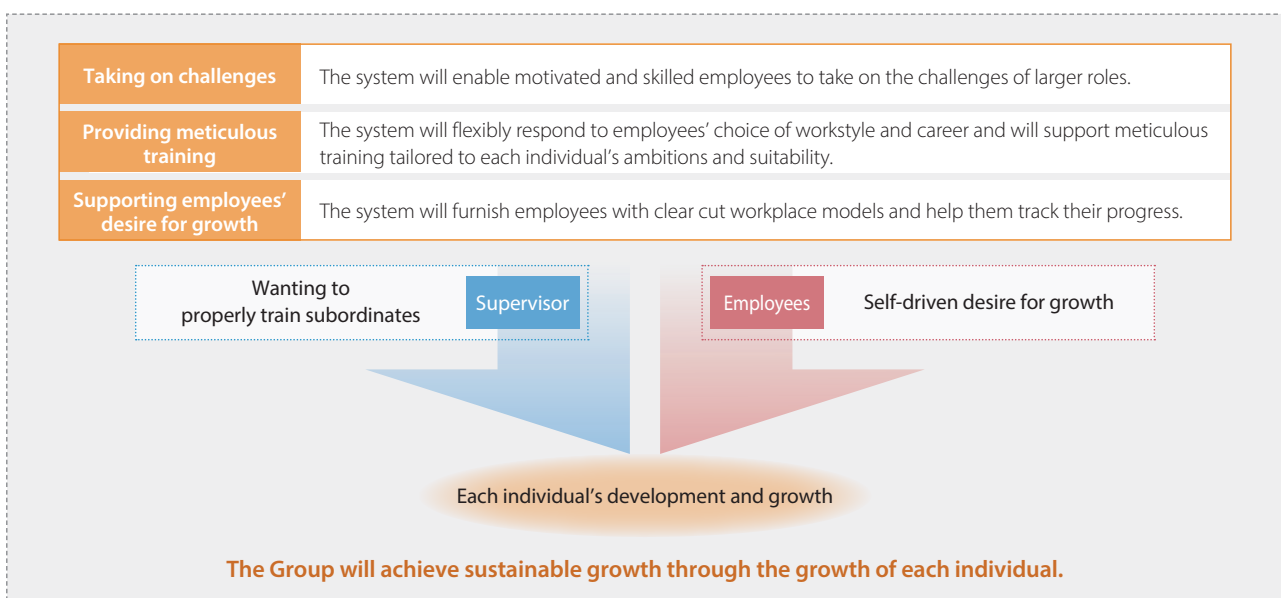 Taking on challenges
The system will enable motivated and skilled employees to take on the challenges of larger roles.
Providing meticulous
training
The system will flexibly respond to employees’ choice of workstyle and career and will support meticulous
training tailored to each individual’s ambitions and suitability.
Supporting employees’
desire for growth
The system will furnish employees with clear cut workplace models and help them track their progress.
Wanting to
properly train subordinates
Supervisor
Employees
Self-driven desire for growth
Each individual’s development and growth
The Group will achieve sustainable growth through the growth of each individual.